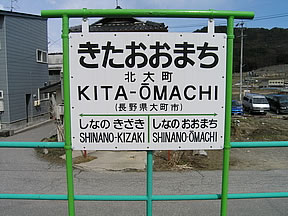 きたおおまち
北大町
KITA-ŌMACHI
(長野県大町市)
しなの きざき しなの おおまち
SHINANO-KIZAKI SHINANO-ŌMACHI